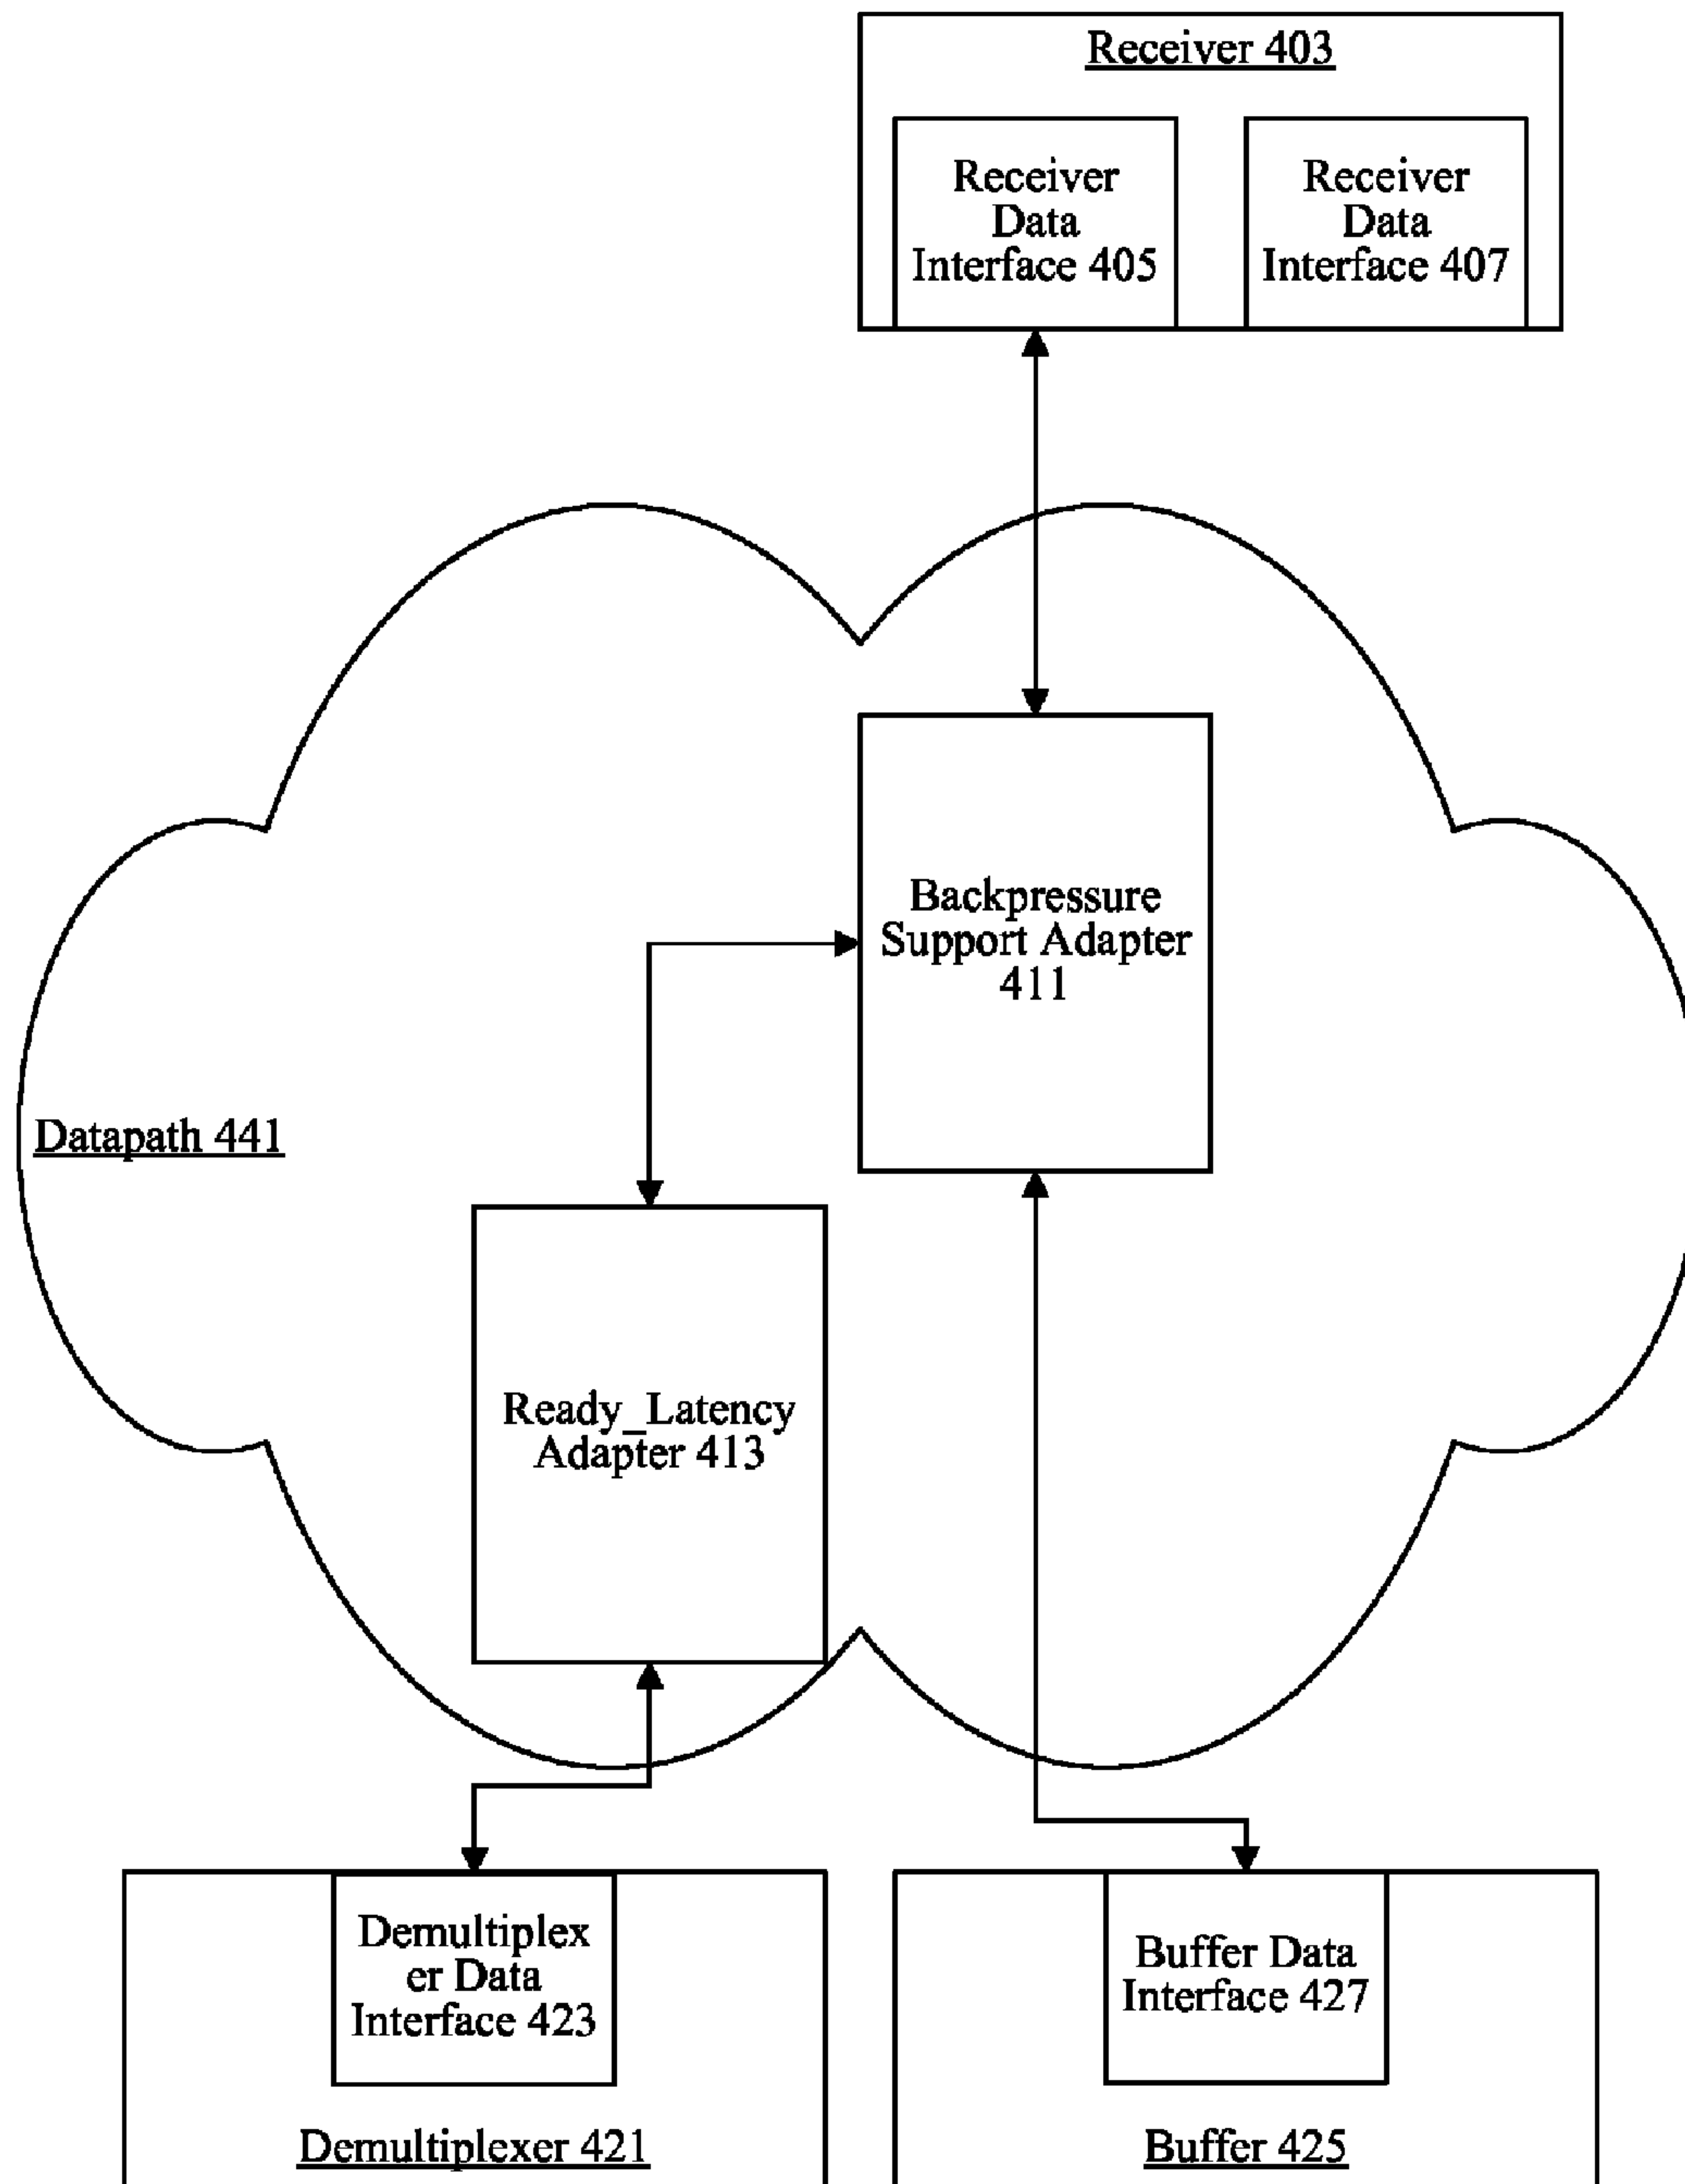 Receiver 403
Receiver
Data
Interface 405
Receiver
Data
Interface 407
Backpressure
Support Adapter
411
Datapath 441
Ready_Latency
Adapter 413
Demultiplex
er Data
Interface 423
Buffer Data
Interface 427
Demultiplexer 421
Buffer 425